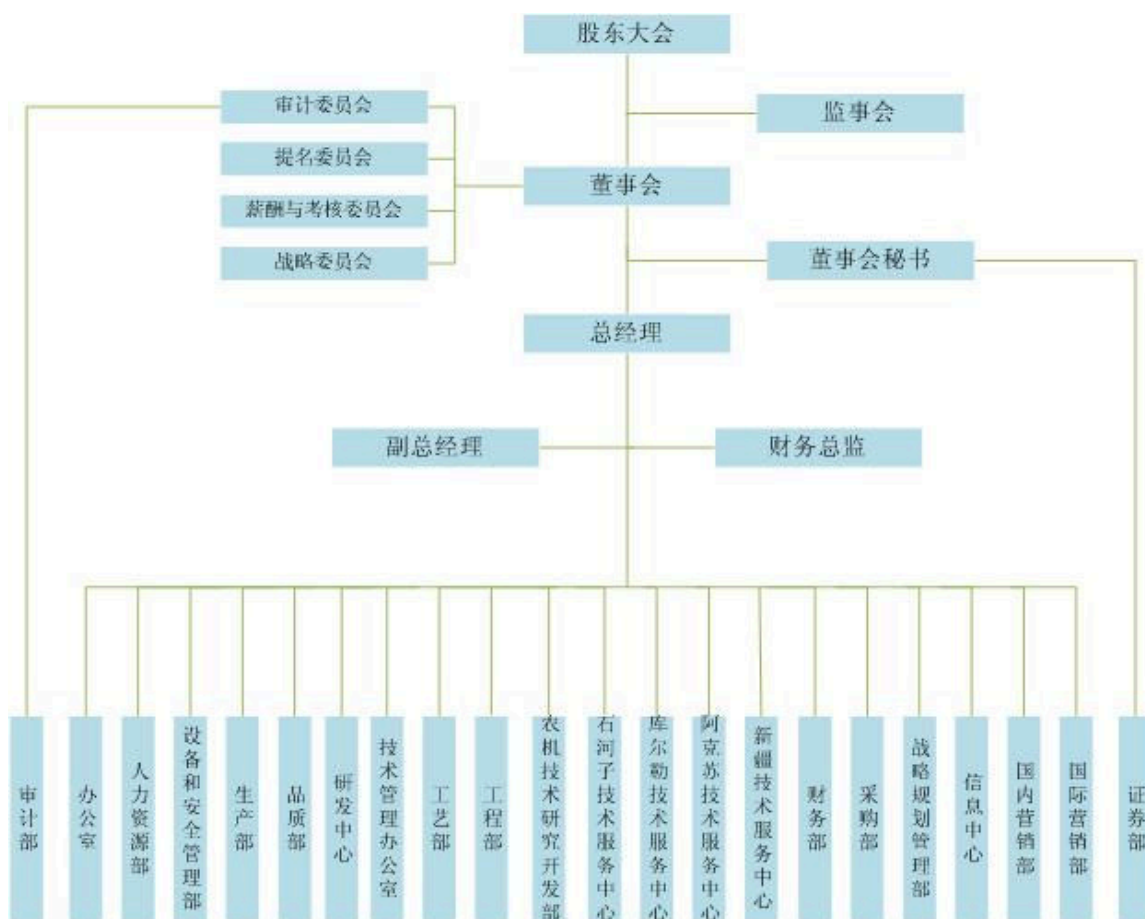 股东大会
审计委员会
监事会
提名委员会
董事会
薪酬与考核委员会
战略委员会
董事会秘书
总经理
副总经理
财务总监
审计部
办公室
人力资源部
设备和安全管理部
生产部
品质部
研发中心
技术管理办公室
工艺部
工程部
农机技术研究开发部
石河子技术服务中心
库尔勒技术服务中心
阿克苏技术服务中心
新疆技术服务中心
财务部
采购部
战略规划管理部
信息中心
国内营销部
国际营销部
证券部